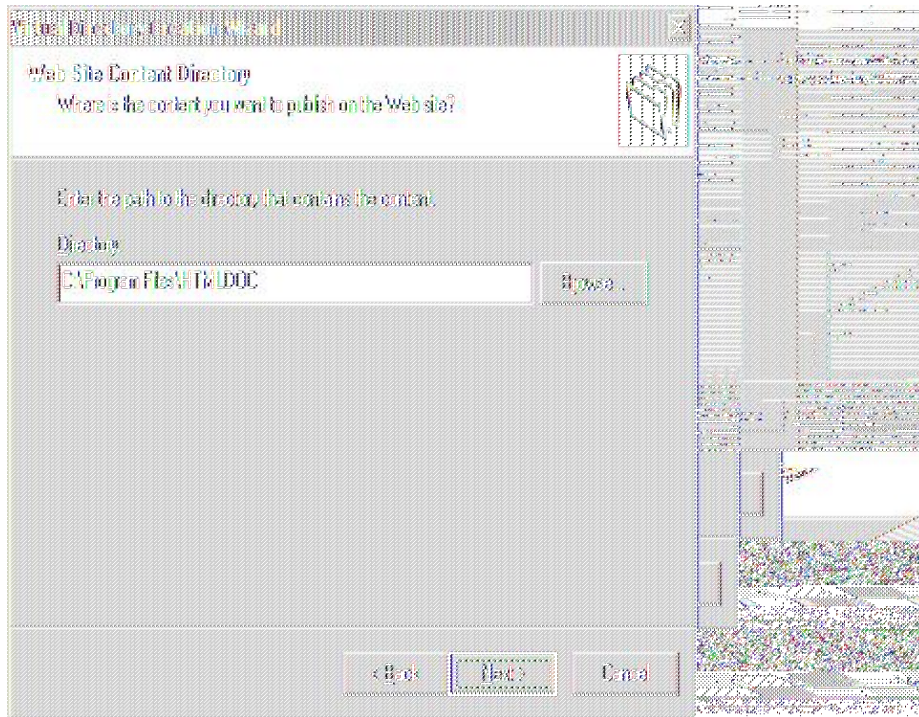 Virtual Directory Creation Wizard
Web Site Content Directory
Where is the content you want to publish on the Web site?
Enter the path to the directory that contains the content.
Directory
C:\Program Files\HTMLDOC
Browse...
< Back
Next >
Cancel